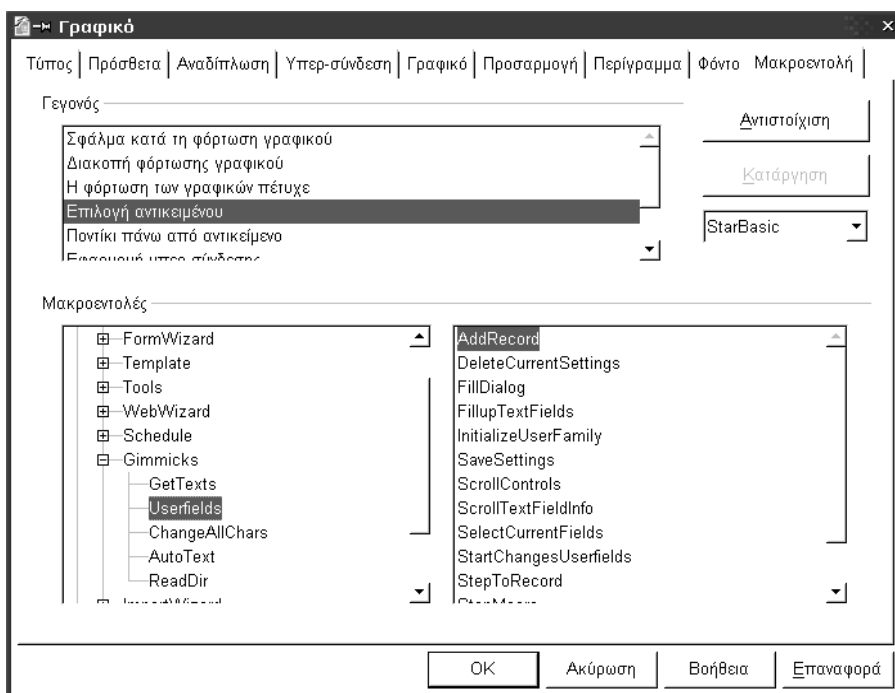 Γραφικό
Τύπος Πρόσθετα Αναδίπλωση Υπερ-σύνδεση Γραφικό Προσαρμογή Περίγραμμα Φόντο Μακροεντολή
Γεγονός
Σφάλμα κατά τη φόρτωση γραφικού
Διακοπή φόρτωσης γραφικού
Η φόρτωση των γραφικών πέτυχε
Επιλογή αντικειμένου
Ποντίκι πάνω από αντικείμενο
Αντιστοίχιση
Κατάργηση
StarBasic
Μακροεντολές
FormWizard
Template
Tools
WebWizard
Schedule
Gimmicks
GetTexts
Userfields
ChangeAllChars
AutoText
ReadDir
AddRecord
DeleteCurrentSettings
FillDialog
FillupTextFields
InitializeUserFamily
SaveSettings
ScrollControls
ScrollTextFieldInfo
SelectCurrentFields
StartChangesUserfields
StepToRecord
OK Ακύρωση Βοήθεια Επαναφορά